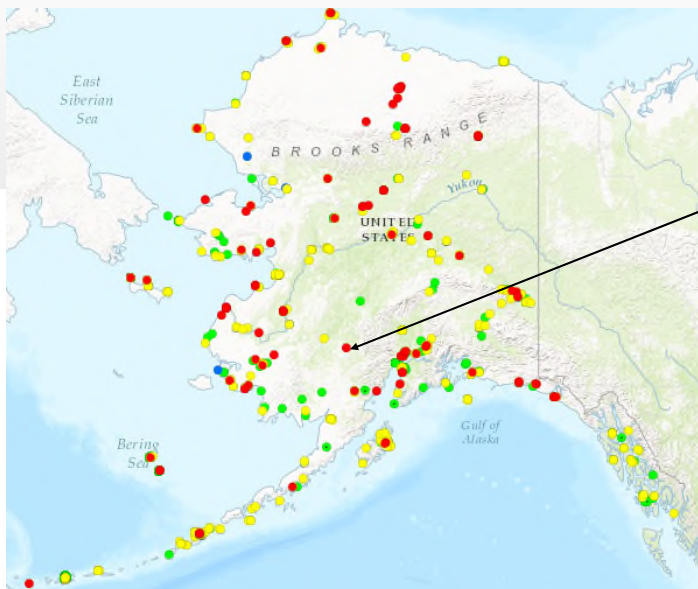 East
Siberian
Sea
BROOKS RANGE
Yukon
UNITED
STATES
Bering
Sea
Gulf of
Alaska